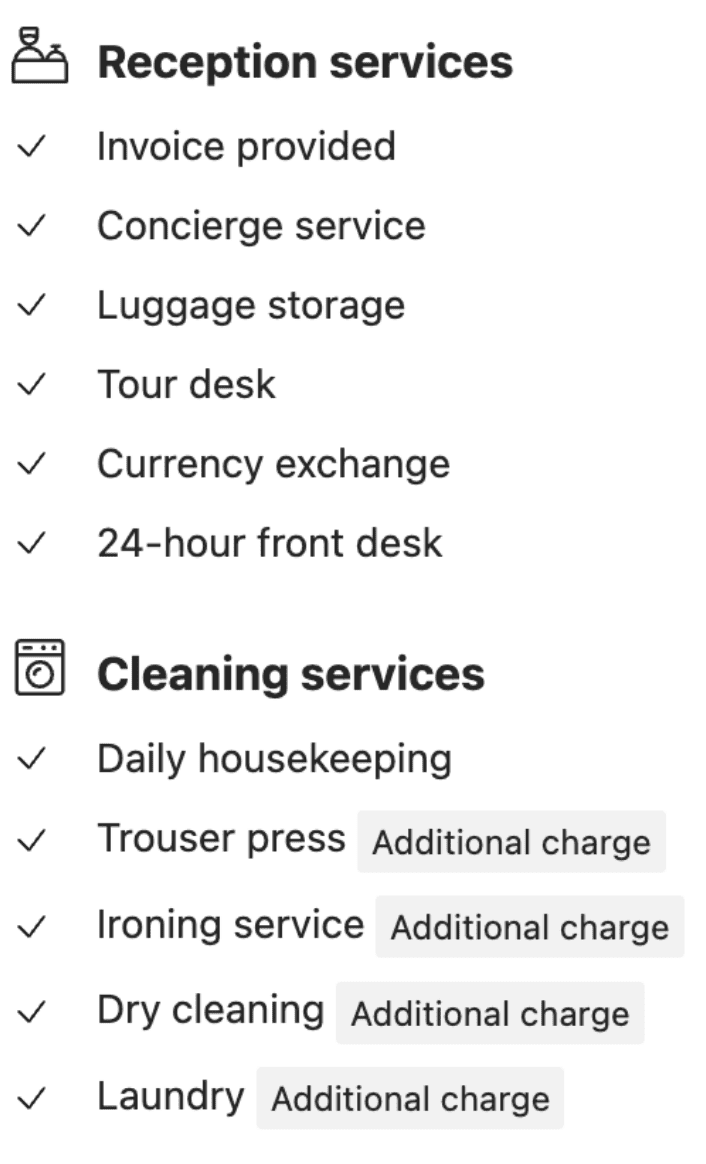 Reception services
Invoice provided
Concierge service
Luggage storage
Tour desk
Currency exchange
24-hour front desk
Cleaning services
Daily housekeeping
Trouser press Additional charge
Ironing service Additional charge
Dry cleaning Additional charge
Laundry Additional charge